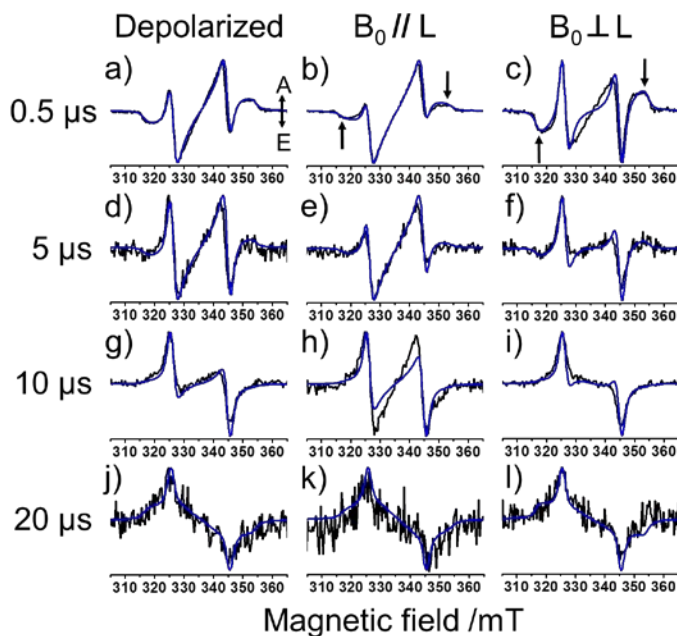 Depolarized B₀ // L B₀ ⊥ L
a) b) c)
A
E
0.5 μs
310 320 330 340 350 360 310 320 330 340 350 360 310 320 330 340 350 360
d) e) f)
5 μs
310 320 330 340 350 360 310 320 330 340 350 360 310 320 330 340 350 360
g) h) i)
10 μs
310 320 330 340 350 360 310 320 330 340 350 360 310 320 330 340 350 360
j) k) l)
20 μs
310 320 330 340 350 360 310 320 330 340 350 360 310 320 330 340 350 360
Magnetic field /mT